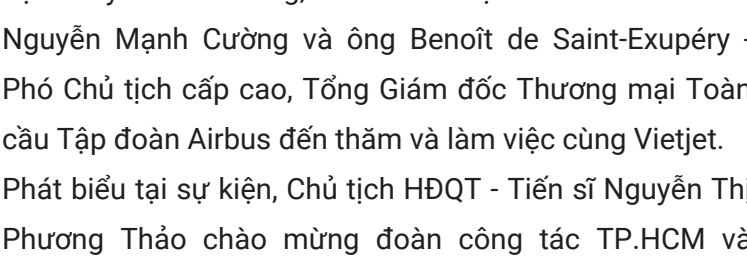 Nguyễn Mạnh Cường và ông Benoît de Saint-Exupéry -
Phó Chủ tịch cấp cao, Tổng Giám đốc Thương mại Toàn
cầu Tập đoàn Airbus đến thăm và làm việc cùng Vietjet.
Phát biểu tại sự kiện, Chủ tịch HĐQT - Tiến sĩ Nguyễn Thị
Phương Thảo chào mừng đoàn công tác TP.HCM và